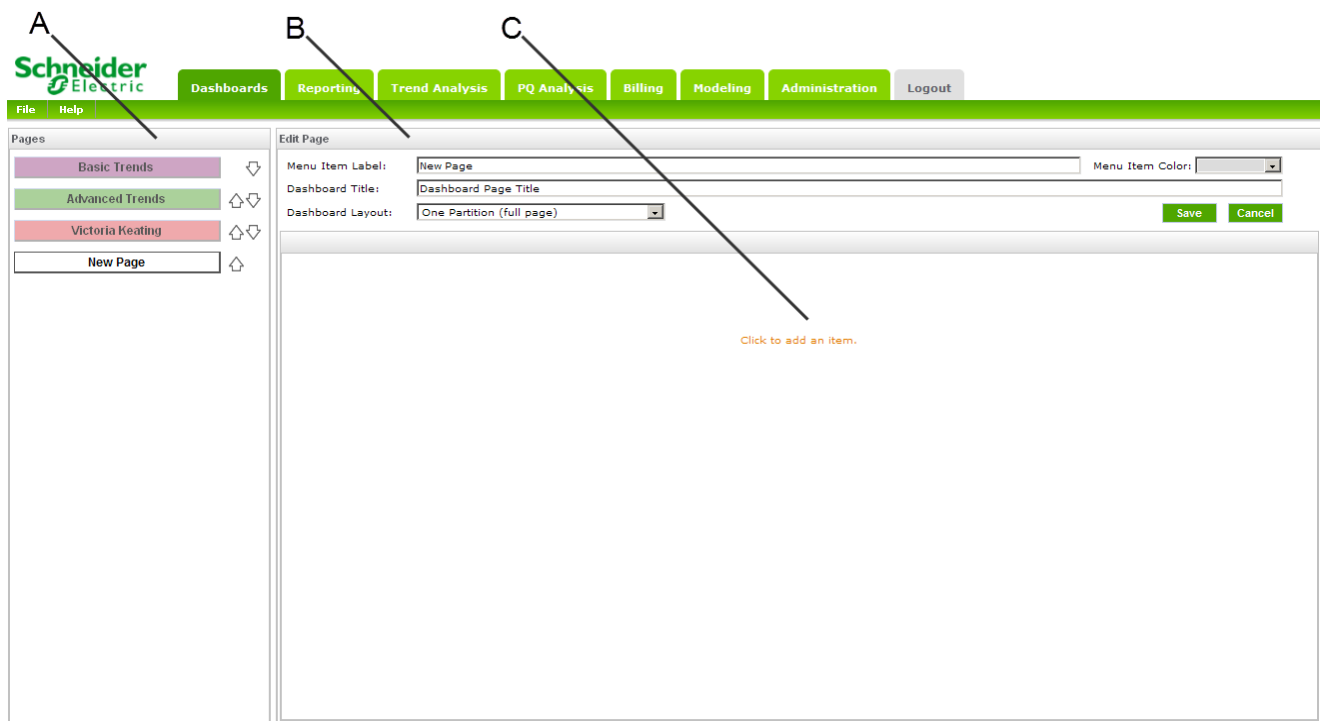 A B C
Schneider
Electric
Dashboards Reporting Trend Analysis PQ Analysis Billing Modeling Administration Logout
File Help
Pages
Basic Trends
Advanced Trends
Victoria Keating
New Page
Edit Page
Menu Item Label: New Page Menu Item Color:
Dashboard Title: Dashboard Page Title
Dashboard Layout: One Partition (full page) Save Cancel
Click to add an item.